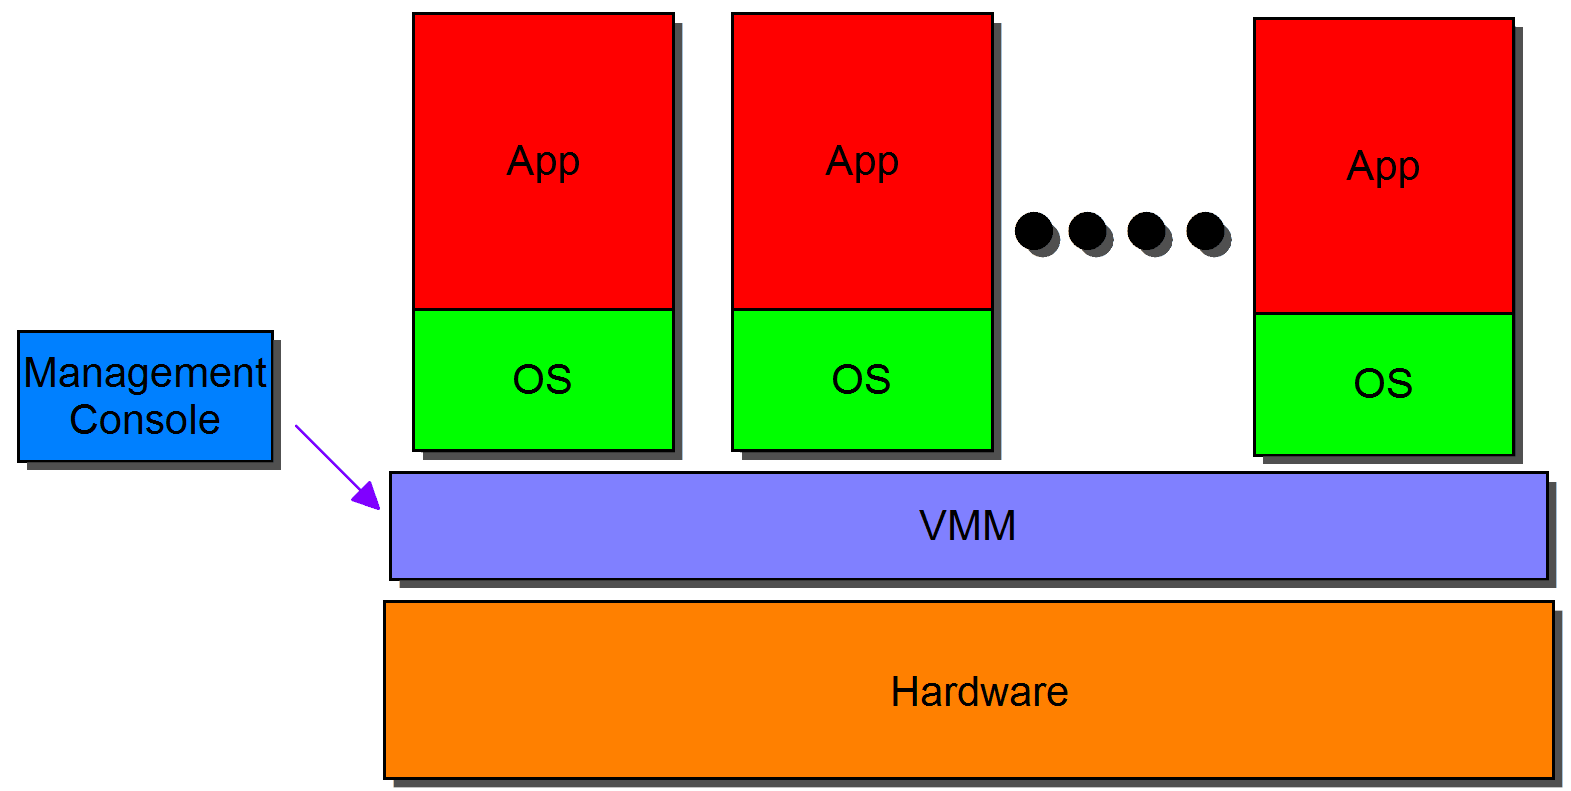 App
App
App
OS
OS
OS
Management
Console
VMM
Hardware